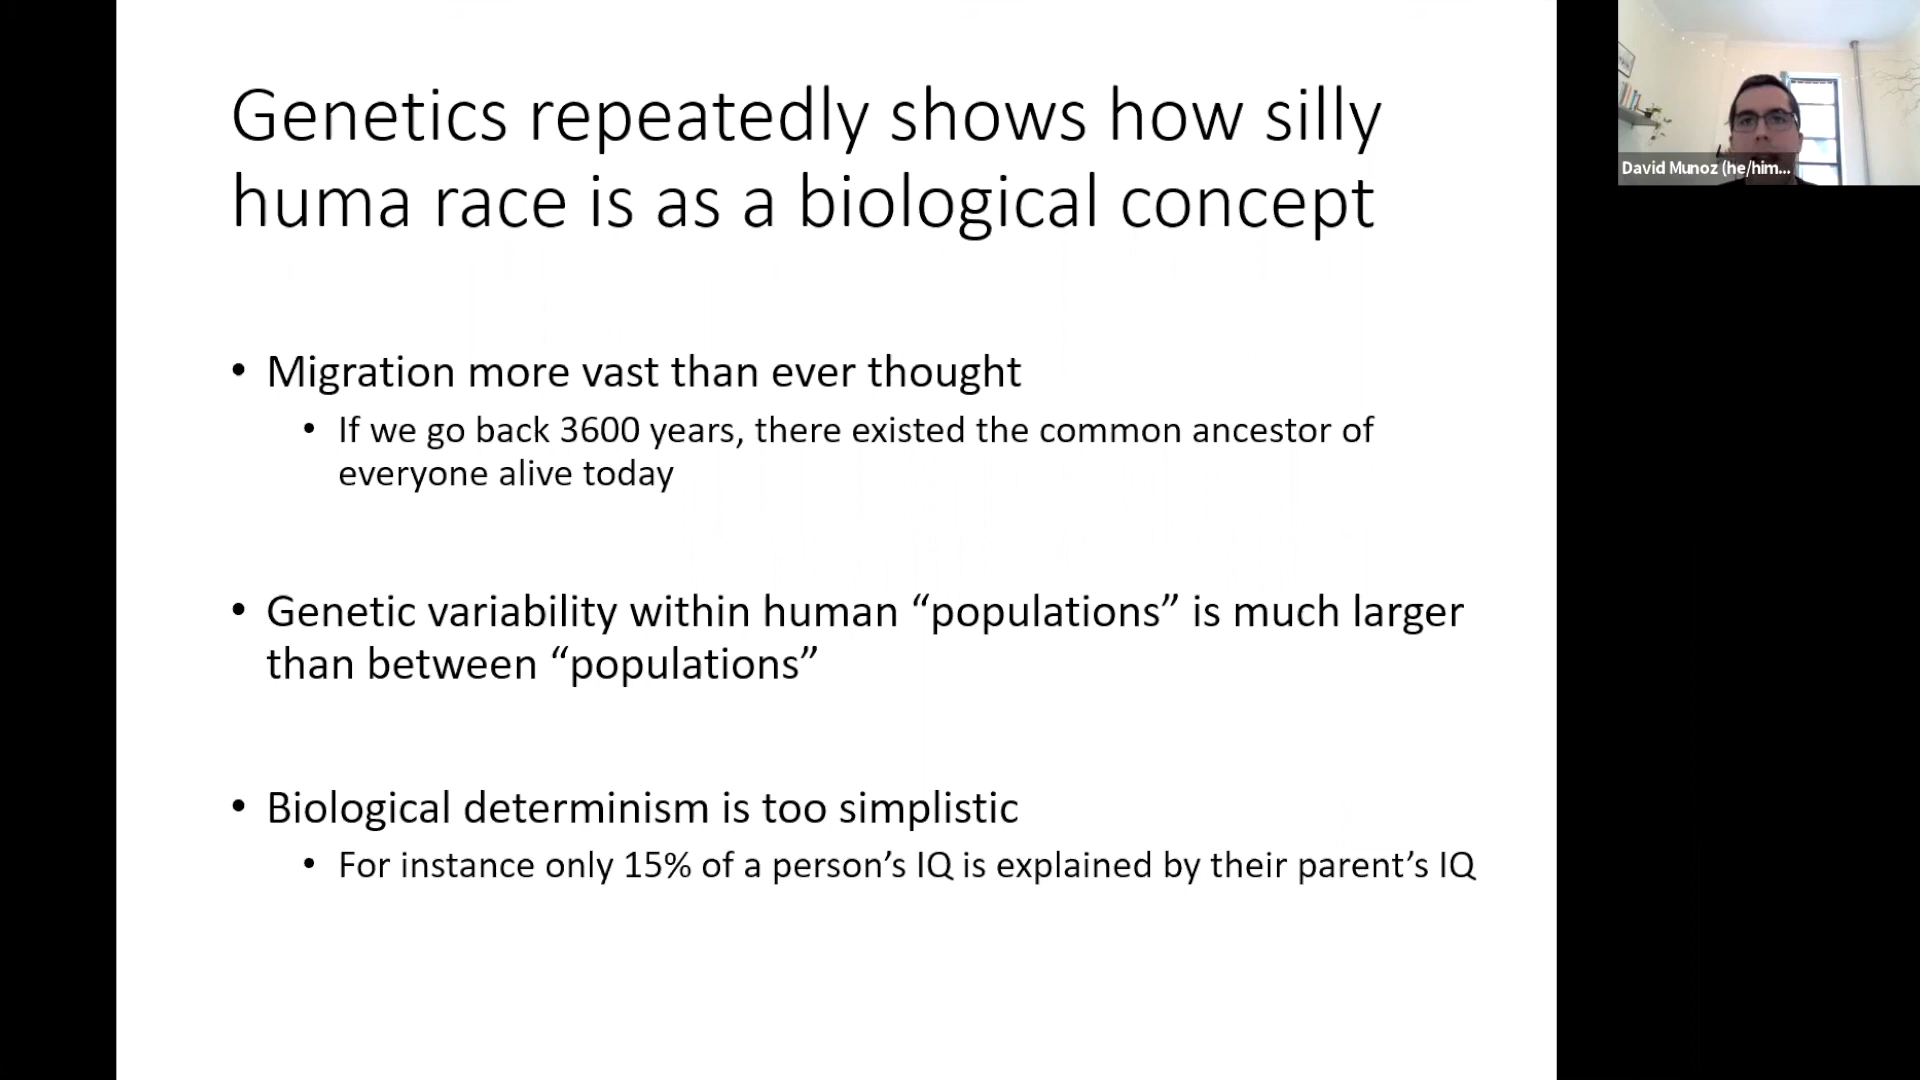 Genetics repeatedly shows how silly
huma race is as a biological concept
• Migration more vast than ever thought
• If we go back 3600 years, there existed the common ancestor of
everyone alive today
• Genetic variability within human “populations” is much larger
than between “populations”
• Biological determinism is too simplistic
• For instance only 15% of a person’s IQ is explained by their parent’s IQ
David Munoz (he/him...